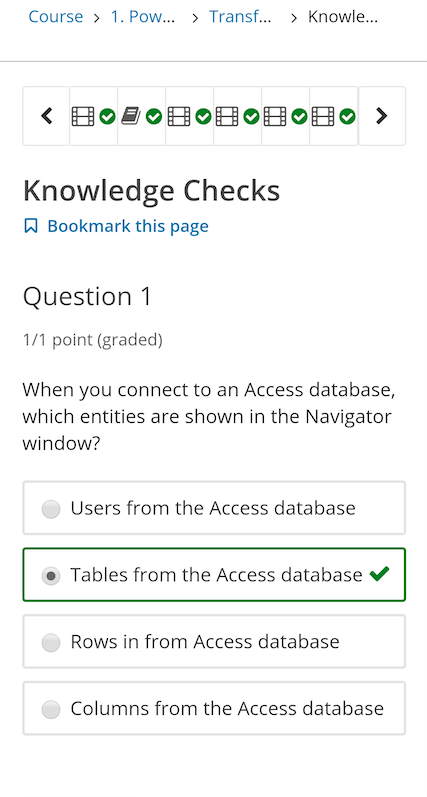 Course > 1. Pow... > Transf... > Knowle...
Knowledge Checks
Bookmark this page
Question 1
1/1 point (graded)
When you connect to an Access database,
which entities are shown in the Navigator
window?
Users from the Access database
Tables from the Access database
Rows in from Access database
Columns from the Access database